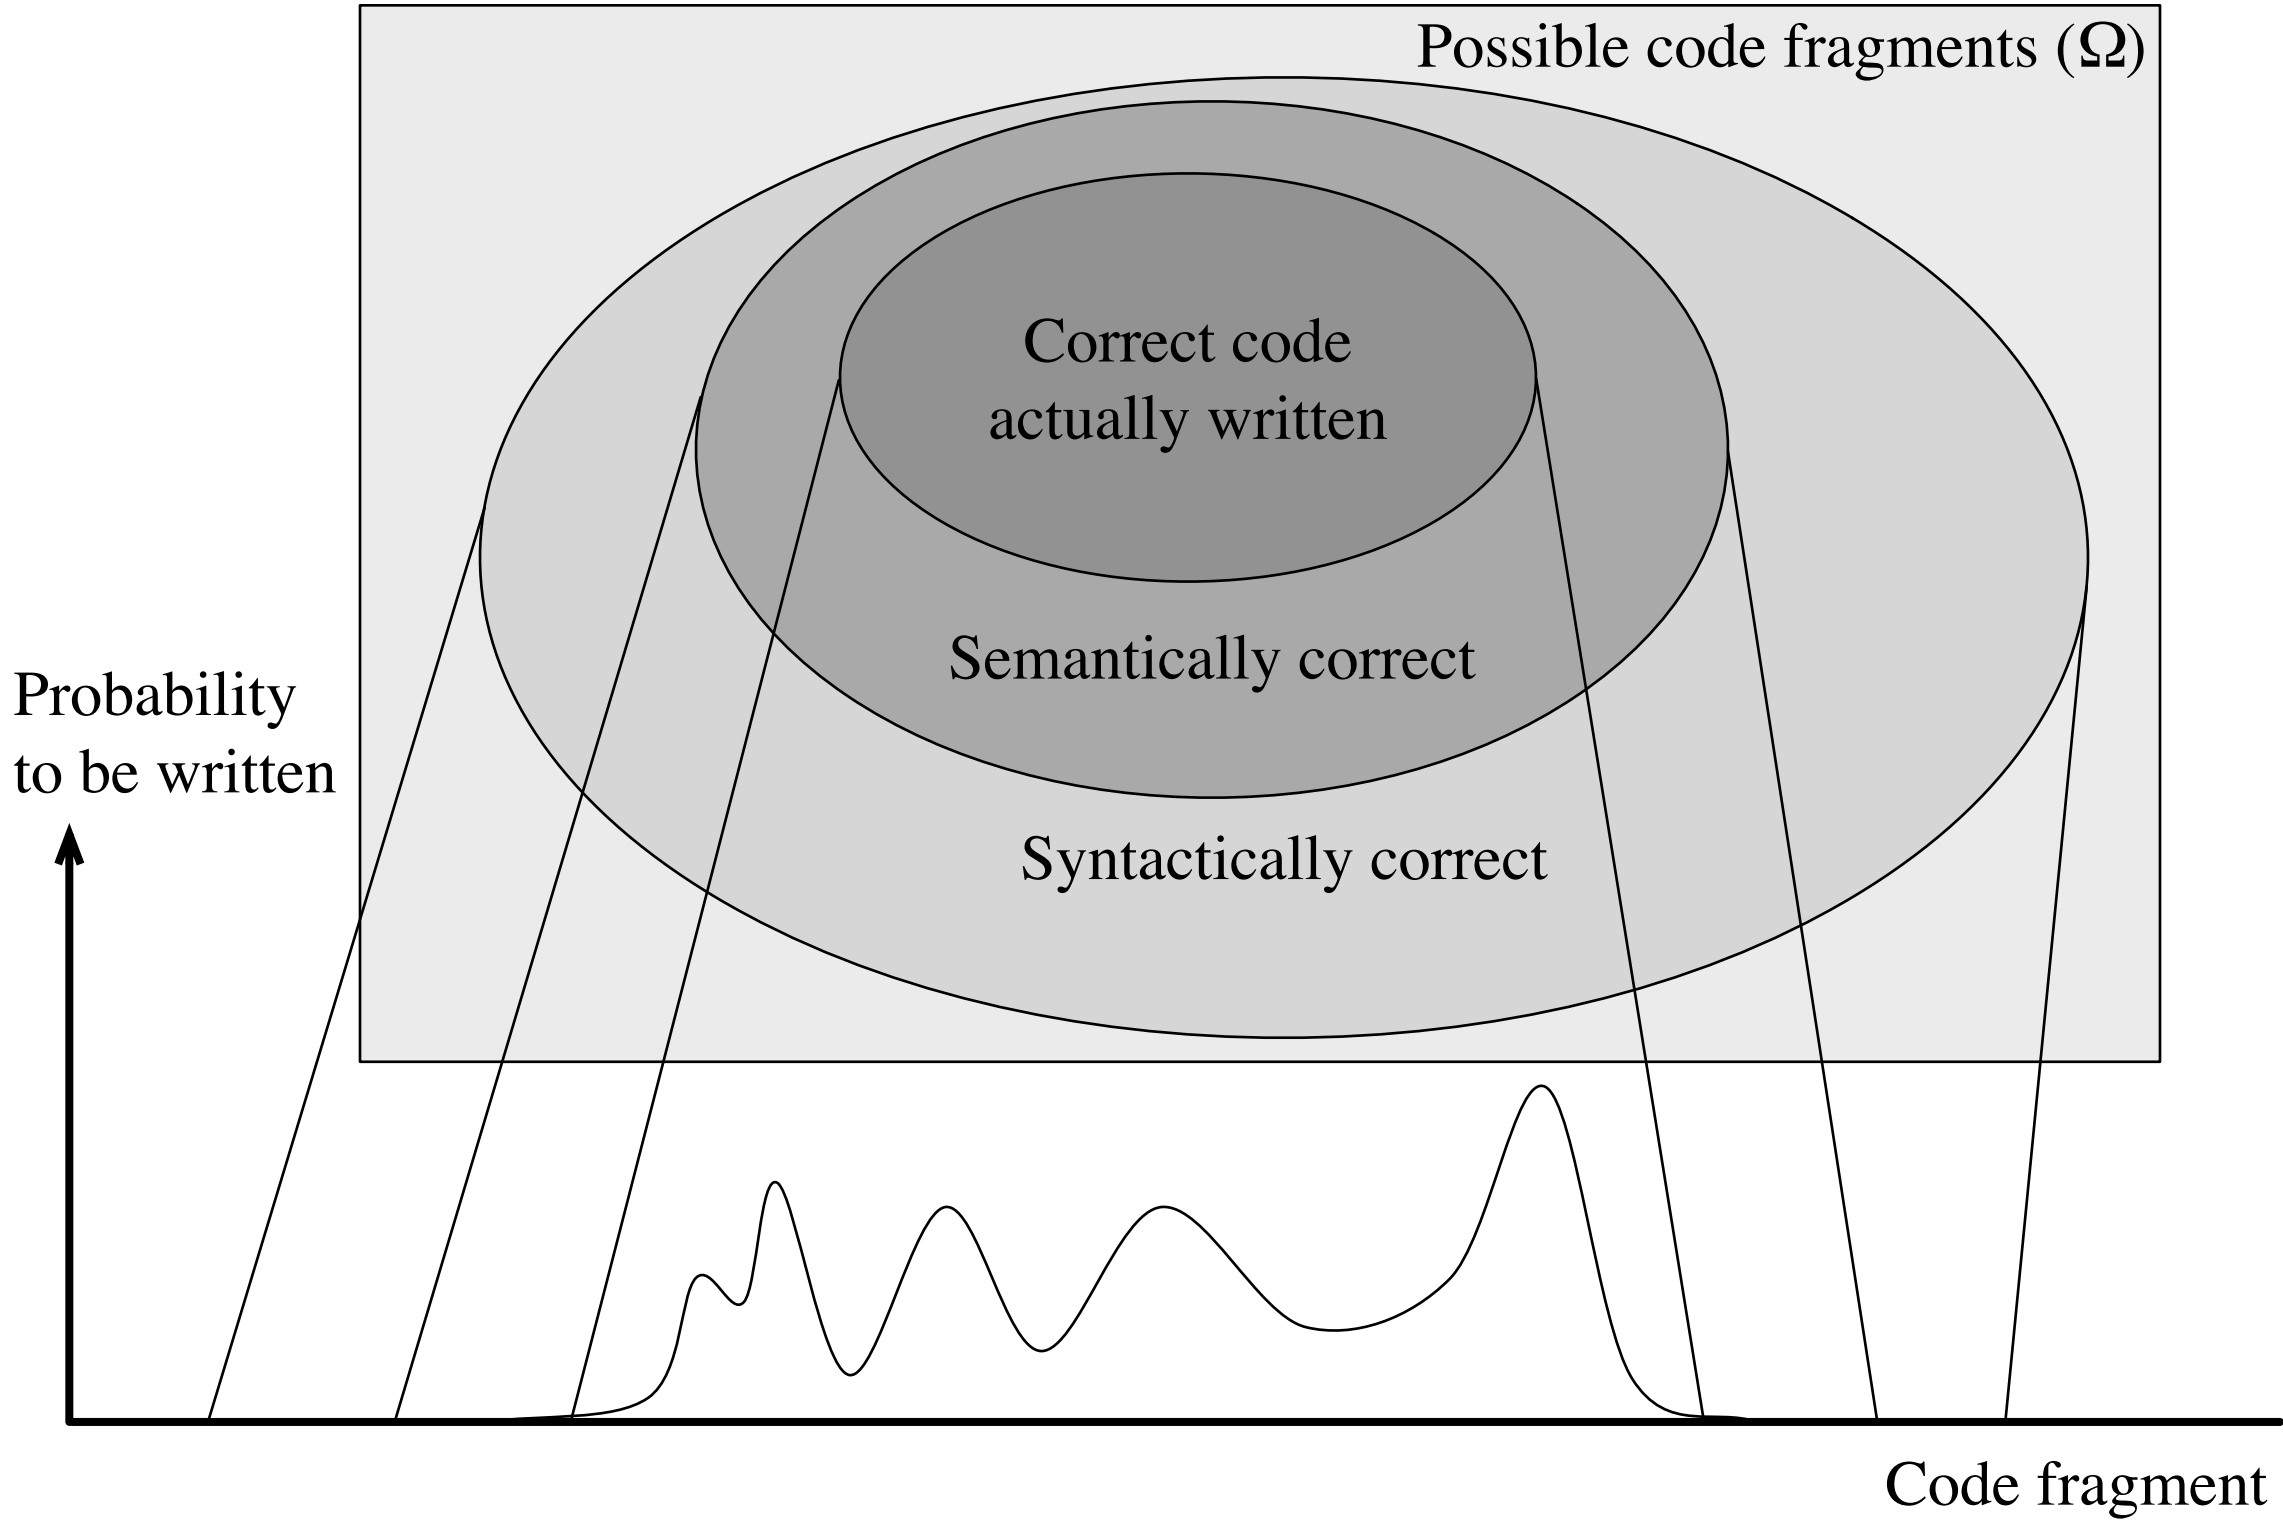 Possible code fragments (Ω)
Correct code
actually written
Semantically correct
Syntactically correct
Probability
to be written
Code fragment